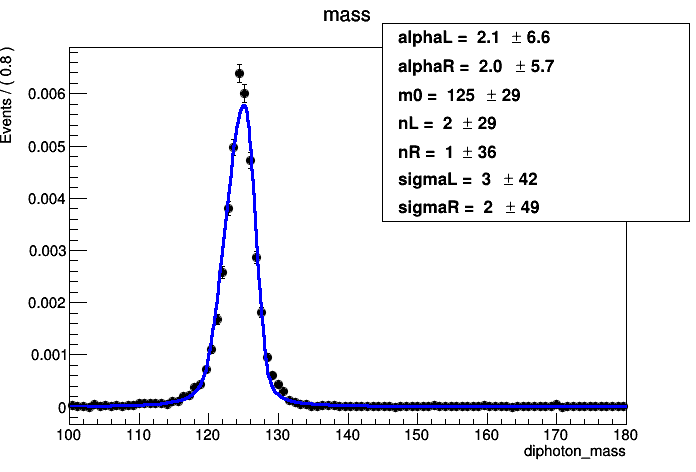 mass
alphaL = 2.1 ± 6.6
alphaR = 2.0 ± 5.7
m0 = 125 ± 29
nL = 2 ± 29
nR = 1 ± 36
sigmaL = 3 ± 42
sigmaR = 2 ± 49
Events / ( 0.8 )
0.006
0.005
0.004
0.003
0.002
0.001
0
100 110 120 130 140 150 160 170 180
diphoton_mass